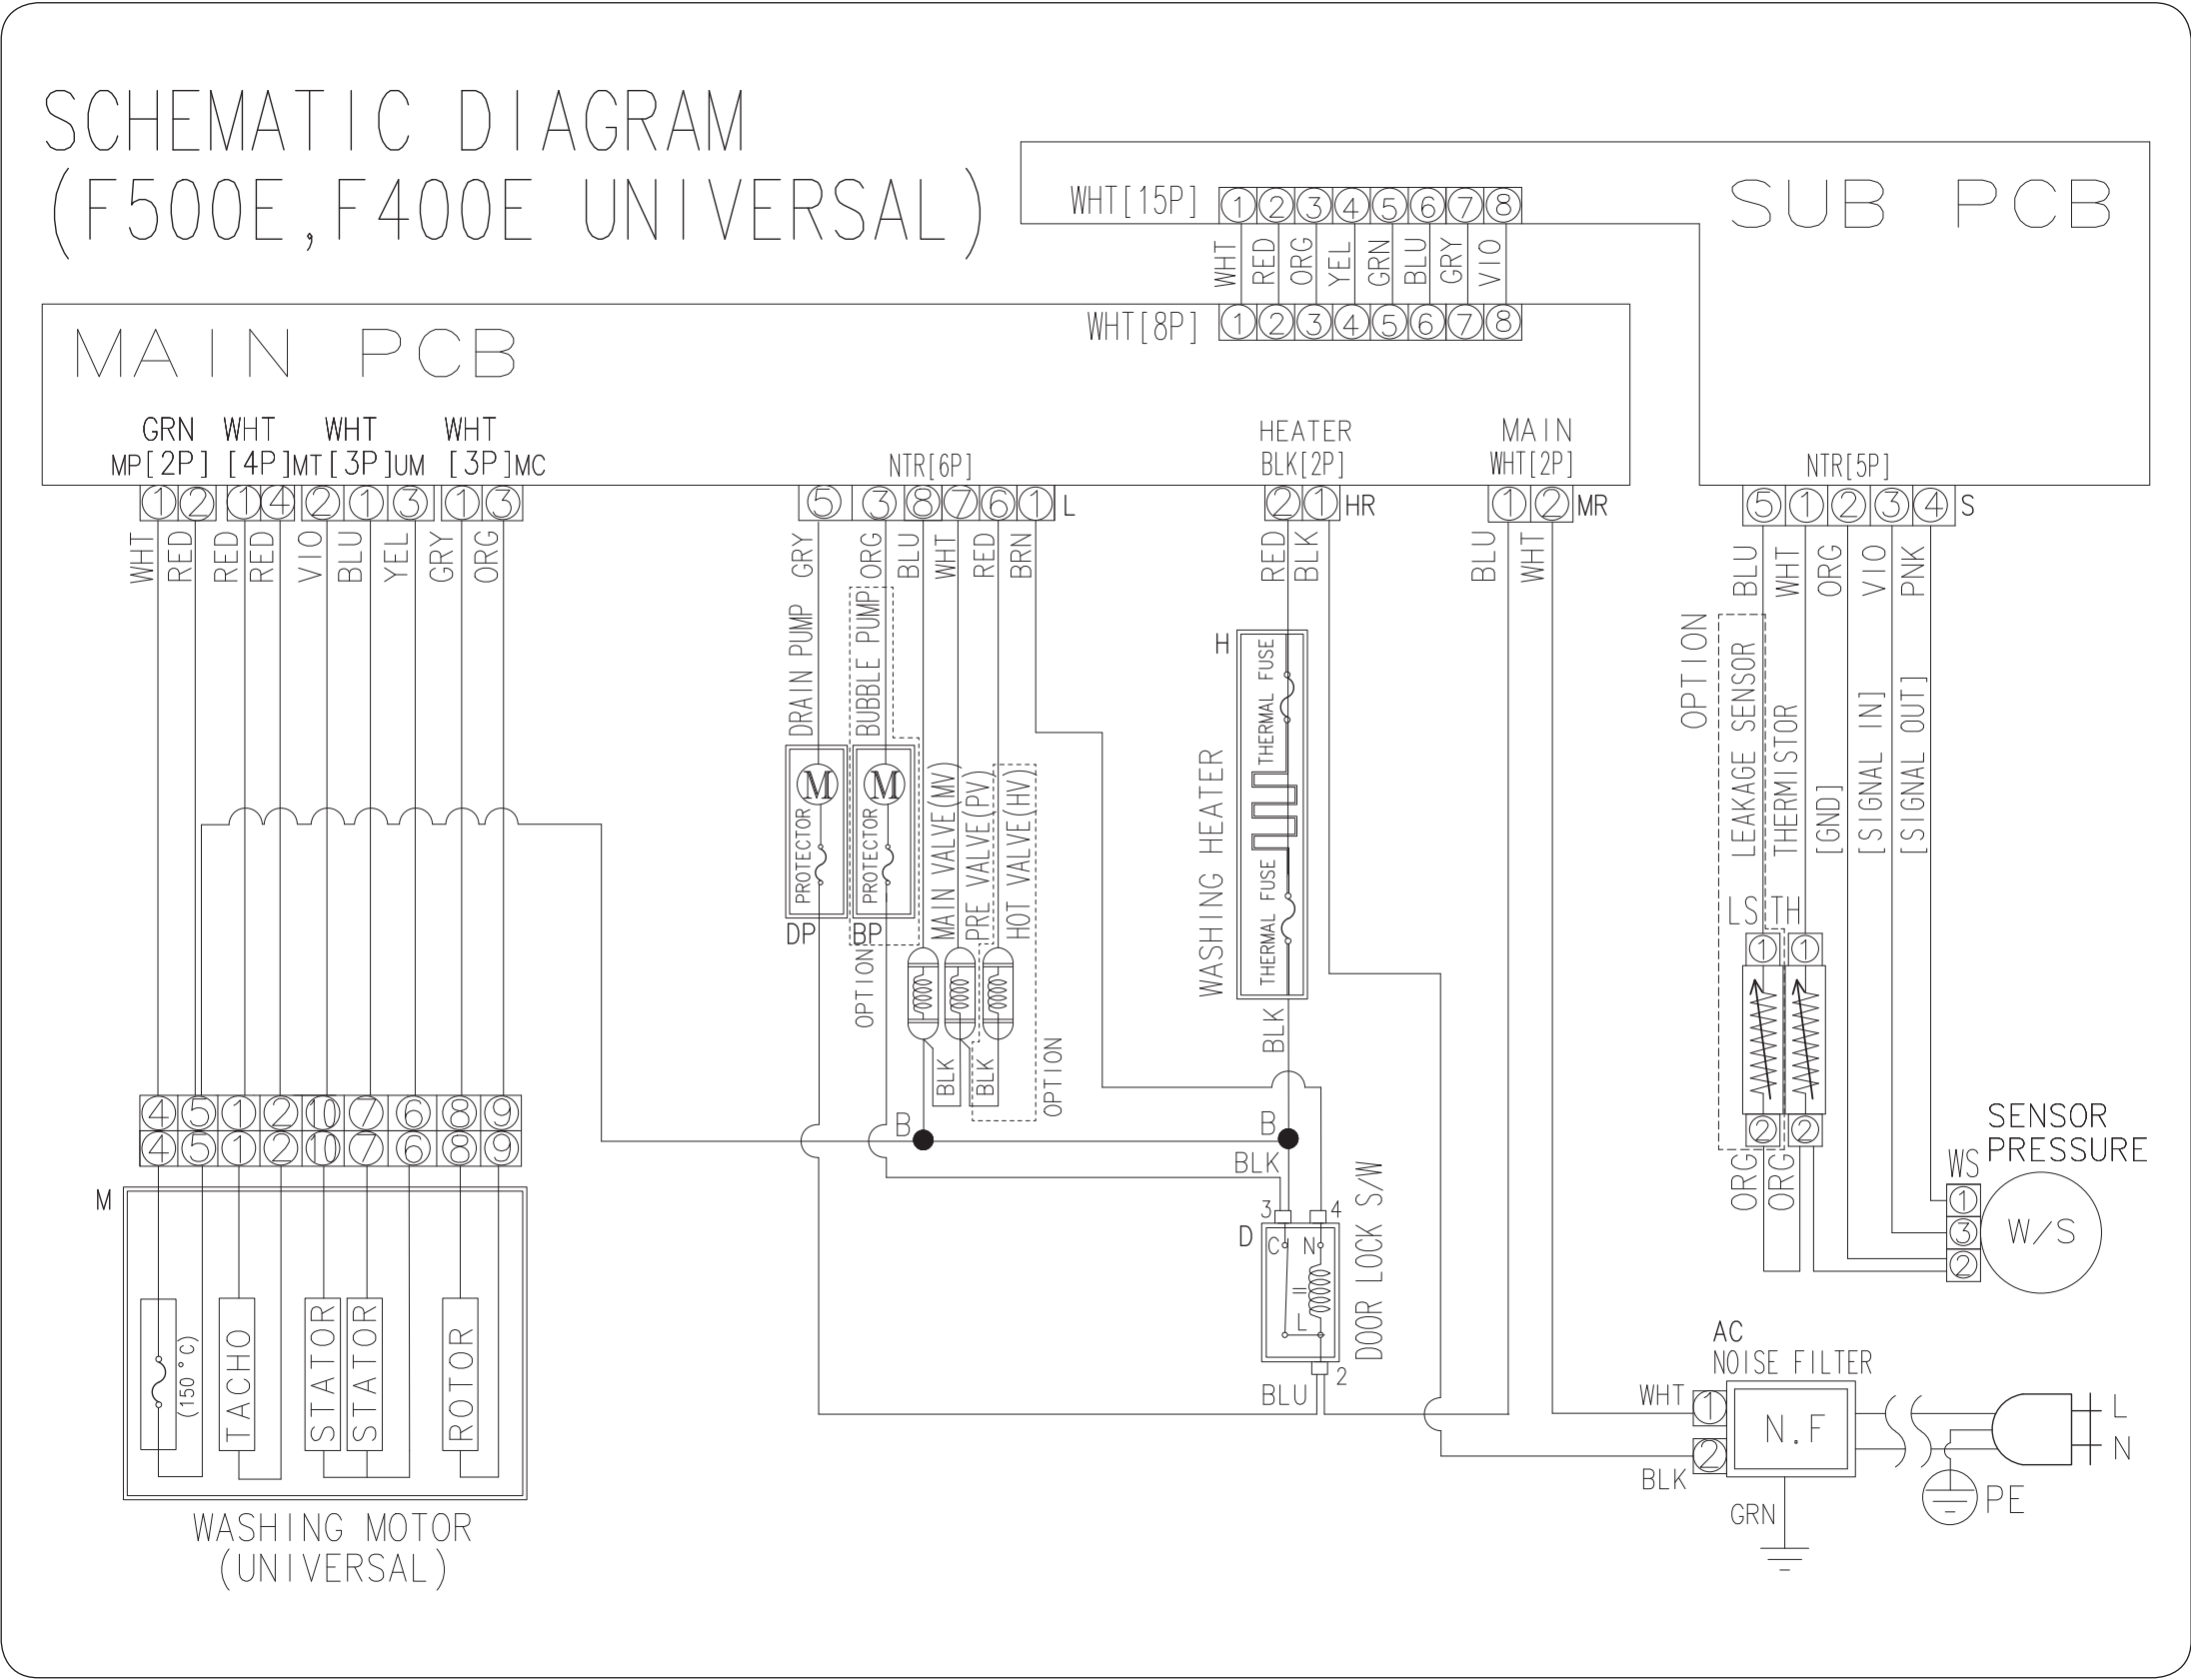 SCHEMATIC DIAGRAM
(F500E,F400E UNIVERSAL)
WHT[15P]
1 2 3 4 5 6 7 8
SUB PCB
WHT RED ORG YEL GRN BLU GRY VIO
WHT[8P]
1 2 3 4 5 6 7 8
MAIN PCB
GRN WHT WHT WHT
MP[2P] [4P]MT[3P]UM [3P]MC
1 2 1 4 2 1 3 1 3
WHT RED RED RED VIO BLU YEL GRY ORG
NTR[6P]
5 3 8 7 6 1 L
GRY ORG BLU WHT RED BRN
HEATER
BLK[2P]
2 1 HR
RED BLK
MAIN
WHT[2P]
1 2 MR
BLU WHT
NTR[5P]
5 1 2 3 4 S
BLU WHT ORG VIO PNK
DRAIN PUMP
BUBBLE PUMP
M
M
PROTECTOR
PROTECTOR
DP
BP
OPTION
MAIN VALVE(MV)
PRE VALVE(PV)
HOT VALVE(HV)
BLK
BLK
OPTION
H
THERMAL FUSE
WASHING HEATER
THERMAL FUSE
BLK
OPTION
LEAKAGE SENSOR
THERMISTOR
[GND]
[SIGNAL IN]
[SIGNAL OUT]
LS TH
1 1
2 2
ORG ORG
SENSOR
PRESSURE
WS
1
3
2
W/S
B
B
BLK
3
4
D
C
N
L
DOOR LOCK S/W
2
BLU
4 5 1 2 10 7 6 8 9
4 5 1 2 10 7 6 8 9
M
(150°C)
TACHO
STATOR
STATOR
ROTOR
WASHING MOTOR
(UNIVERSAL)
AC
NOISE FILTER
WHT
1
2
BLK
N.F
L
N
GRN
PE